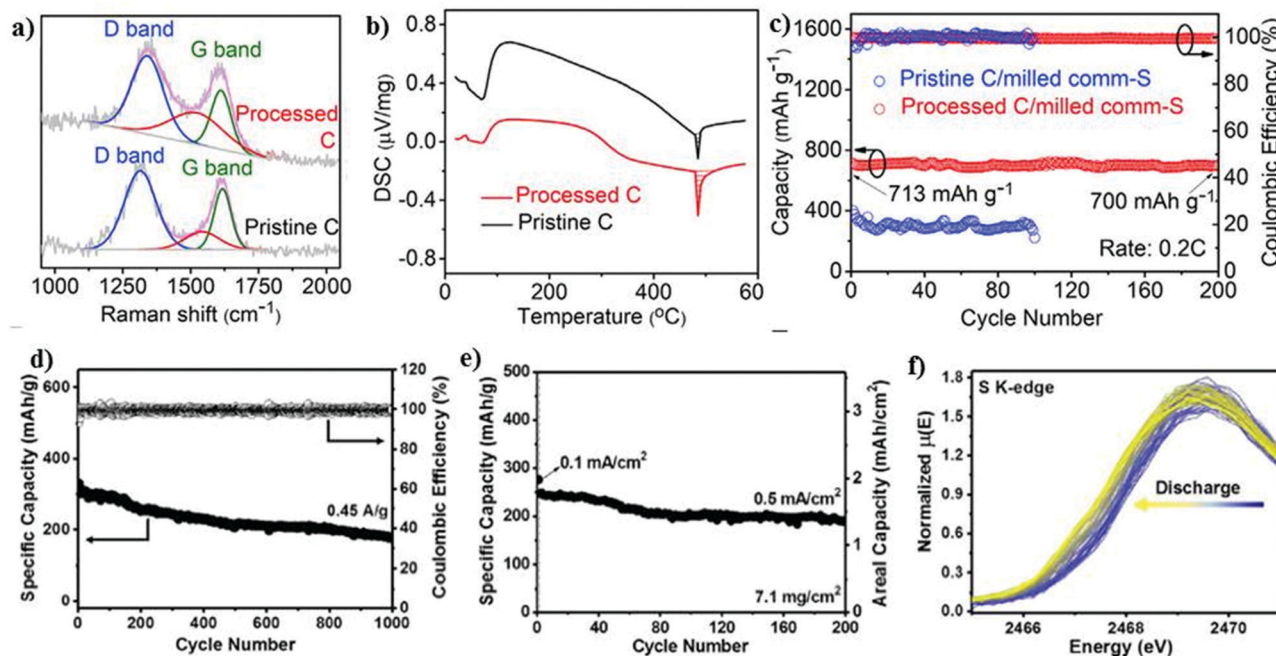 a)
D band
G band
Processed
C
D band
G band
Pristine C
1000 1250 1500 1750 2000
Raman shift (cm⁻¹)
b)
DSC (μV/mg)
0.8
0.4
0.0
-0.4
-0.8
Processed C
Pristine C
0 200 400 60
Temperature (°C)
c)
Capacity (mAh g⁻¹)
1600
1200
800
400
0
Pristine C/milled comm-S
Processed C/milled comm-S
713 mAh g⁻¹
700 mAh g⁻¹
Rate: 0.2C
100
80
60
40
20
0
Coulombic Efficiency (%)
0 40 80 120 160 200
Cycle Number
d)
Specific Capacity (mAh/g)
600
400
200
0
0.45 A/g
120
100
80
60
40
20
0
Coulombic Efficiency (%)
0 200 400 600 800 1000
Cycle Number
e)
Specific Capacity (mAh/g)
500
400
300
200
100
0
0.1 mA/cm²
0.5 mA/cm²
7.1 mg/cm²
3
2
1
0
Areal Capacity (mAh/cm²)
0 40 80 120 160 200
Cycle Number
f)
S K-edge
Normalized μ(E)
1.8
1.5
1.2
0.9
0.6
0.3
0.0
Discharge
2466 2468 2470
Energy (eV)